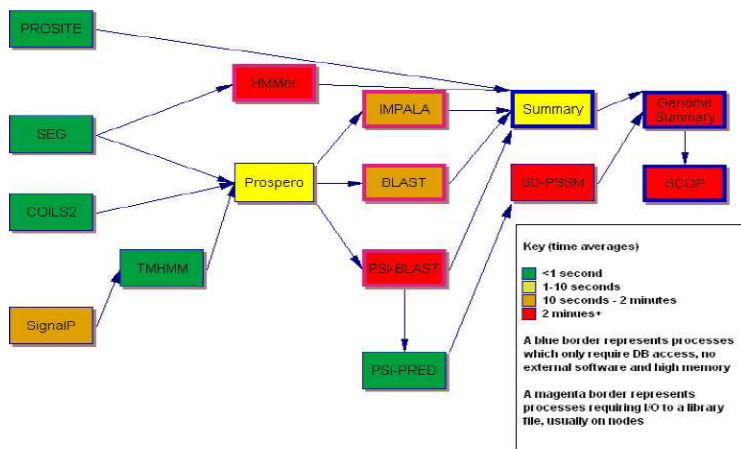 PROSITE
HMMer
IMPALA
Summary
Genome
Summary
SEG
Prospero
BLAST
3D-PSSM
SCOP
COILS2
TMHMM
PSI-BLAST
SignalP
PSI-PRED
Key (time averages)
<1 second
1-10 seconds
10 seconds - 2 minutes
2 minues+
A blue border represents processes
which only require DB access, no
external software and high memory
A magenta border represents
processes requiring I/O to a library
file, usually on nodes